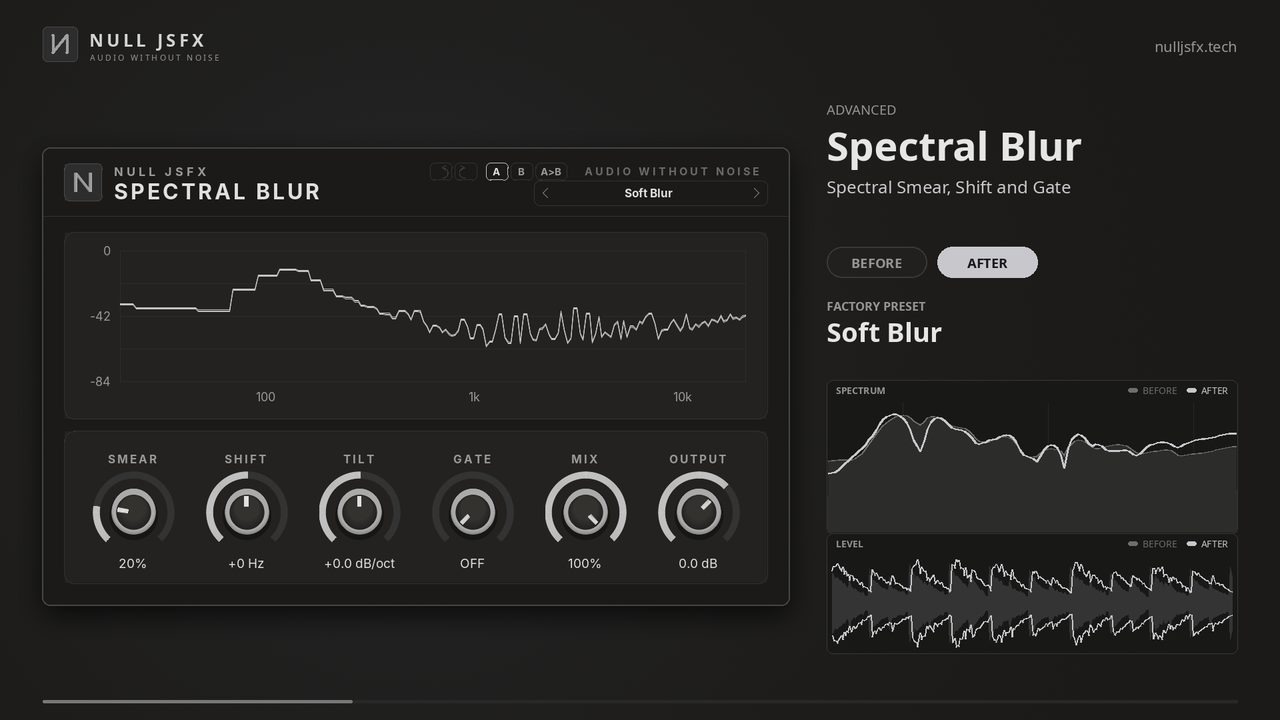 NULL JSFX
AUDIO WITHOUT NOISE
nulljsfx.tech
N
NULL JSFX
SPECTRAL BLUR
A B A>B
AUDIO WITHOUT NOISE
Soft Blur
0
-42
-84
100 1k 10k
SMEAR SHIFT TILT GATE MIX OUTPUT
20% +0 Hz +0.0 dB/oct OFF 100% 0.0 dB
ADVANCED
Spectral Blur
Spectral Smear, Shift and Gate
BEFORE AFTER
FACTORY PRESET
Soft Blur
SPECTRUM BEFORE AFTER
LEVEL BEFORE AFTER